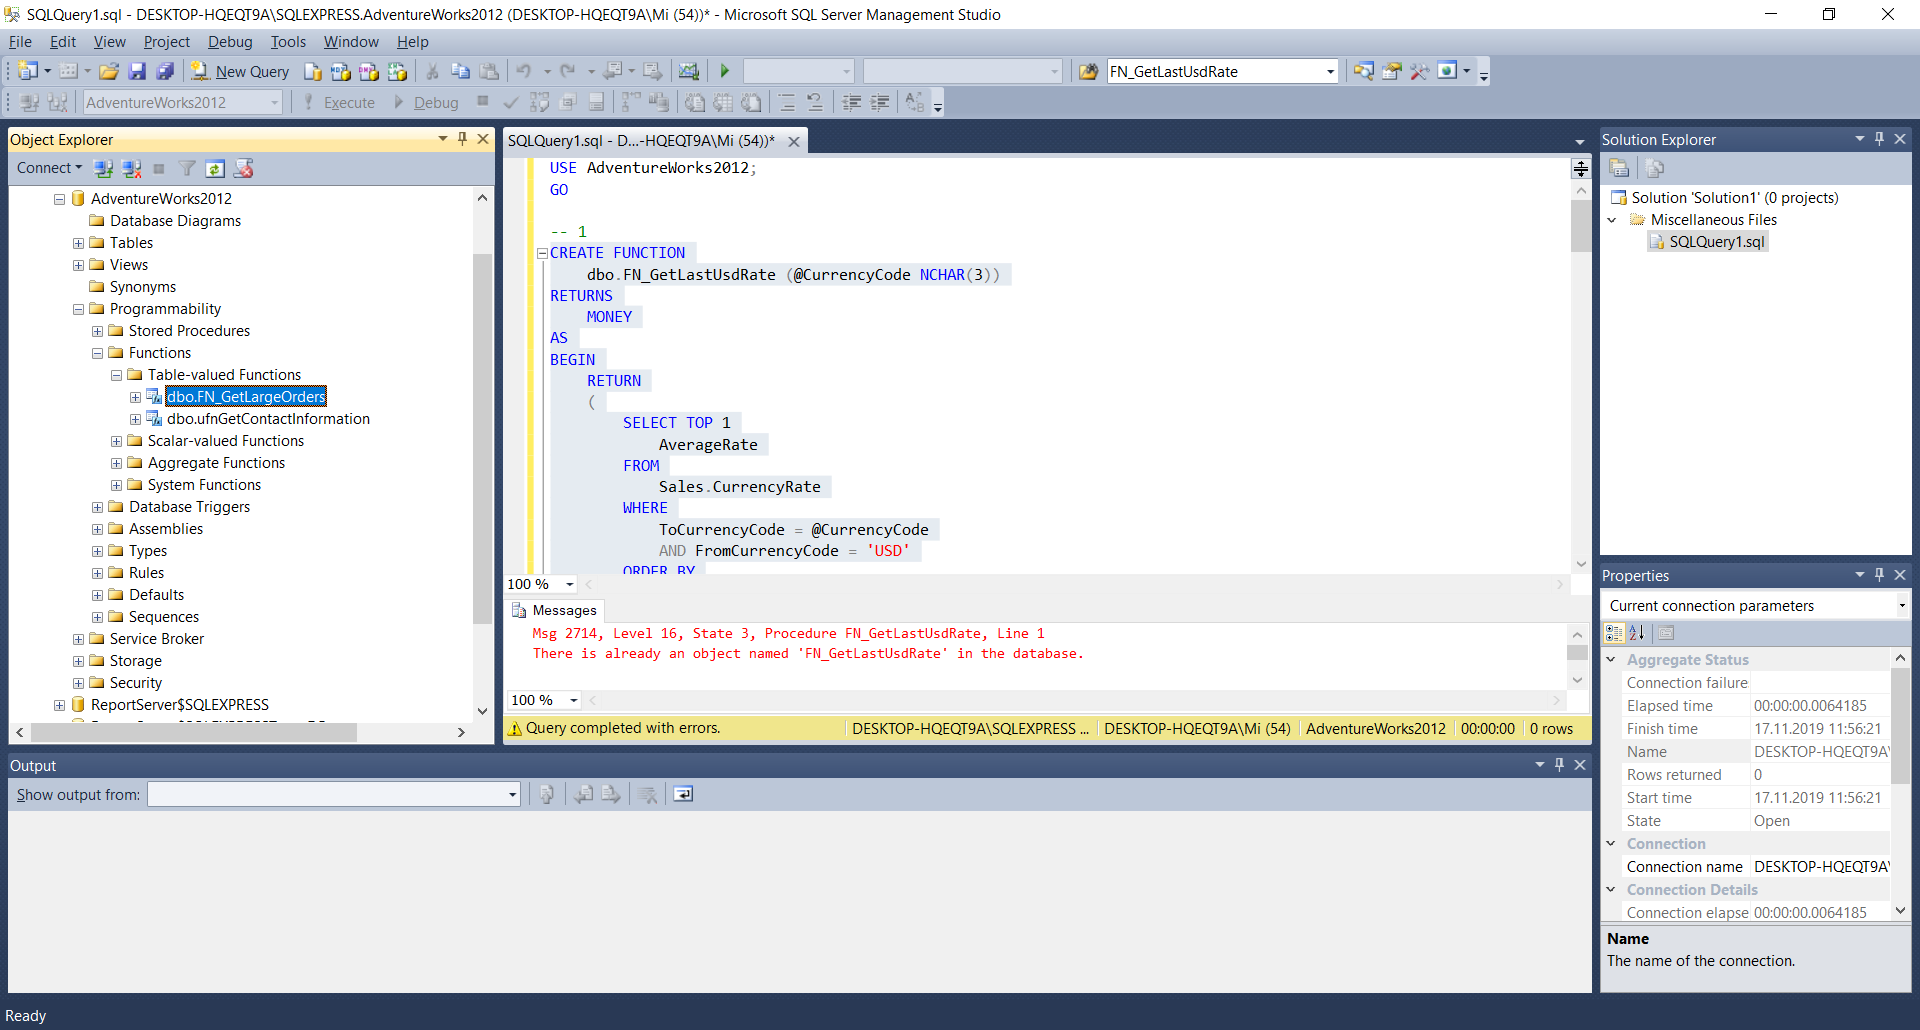 SQLQuery1.sql - DESKTOP-HQEQT9A\SQLEXPRESS.AdventureWorks2012 (DESKTOP-HQEQT9A\Mi (54))* - Microsoft SQL Server Management Studio
File Edit View Project Debug Tools Window Help
New Query FN_GetLastUsdRate
AdventureWorks2012 Execute Debug
Object Explorer
Connect
AdventureWorks2012
Database Diagrams
Tables
Views
Synonyms
Programmability
Stored Procedures
Functions
Table-valued Functions
dbo.FN_GetLargeOrders
dbo.ufnGetContactInformation
Scalar-valued Functions
Aggregate Functions
System Functions
Database Triggers
Assemblies
Types
Rules
Defaults
Sequences
Service Broker
Storage
Security
ReportServer$SQLEXPRESS
SQLQuery1.sql - D...-HQEQT9A\Mi (54))*
USE AdventureWorks2012;
GO
-- 1
CREATE FUNCTION
dbo.FN_GetLastUsdRate (@CurrencyCode NCHAR(3))
RETURNS
MONEY
AS
BEGIN
RETURN
(
SELECT TOP 1
AverageRate
FROM
Sales.CurrencyRate
WHERE
ToCurrencyCode = @CurrencyCode
AND FromCurrencyCode = 'USD'
ORDER BY
100 %
Messages
Msg 2714, Level 16, State 3, Procedure FN_GetLastUsdRate, Line 1
There is already an object named 'FN_GetLastUsdRate' in the database.
100 %
Query completed with errors. DESKTOP-HQEQT9A\SQLEXPRESS ... DESKTOP-HQEQT9A\Mi (54) AdventureWorks2012 00:00:00 0 rows
Solution Explorer
Solution 'Solution1' (0 projects)
Miscellaneous Files
SQLQuery1.sql
Properties
Current connection parameters
Aggregate Status
Connection failure
Elapsed time 00:00:00.0064185
Finish time 17.11.2019 11:56:21
Name DESKTOP-HQEQT9A\
Rows returned 0
Start time 17.11.2019 11:56:21
State Open
Connection
Connection name DESKTOP-HQEQT9A\
Connection Details
Connection elapse 00:00:00.0064185
Name
The name of the connection.
Output
Show output from:
Ready